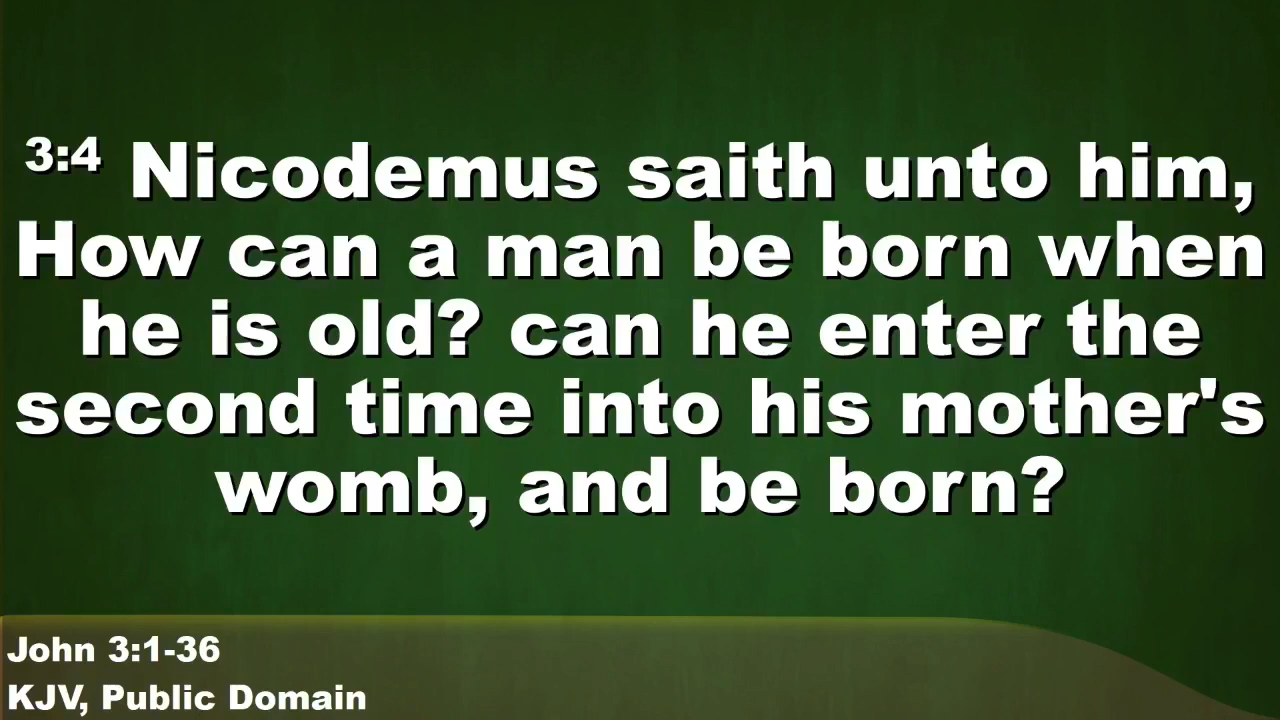 3:4 Nicodemus saith unto him,
How can a man be born when
he is old? can he enter the
second time into his mother's
womb, and be born?
John 3:1-36
KJV, Public Domain